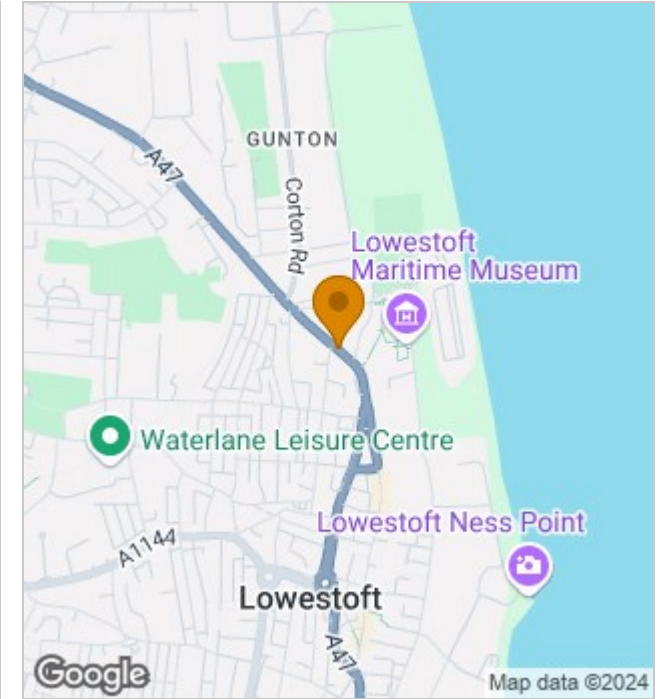 GUNTON
A47
Corton Rd
Lowestoft
Maritime Museum
Waterlane Leisure Centre
Lowestoft Ness Point
A1144
Lowestoft
A47
Google
Map data ©2024